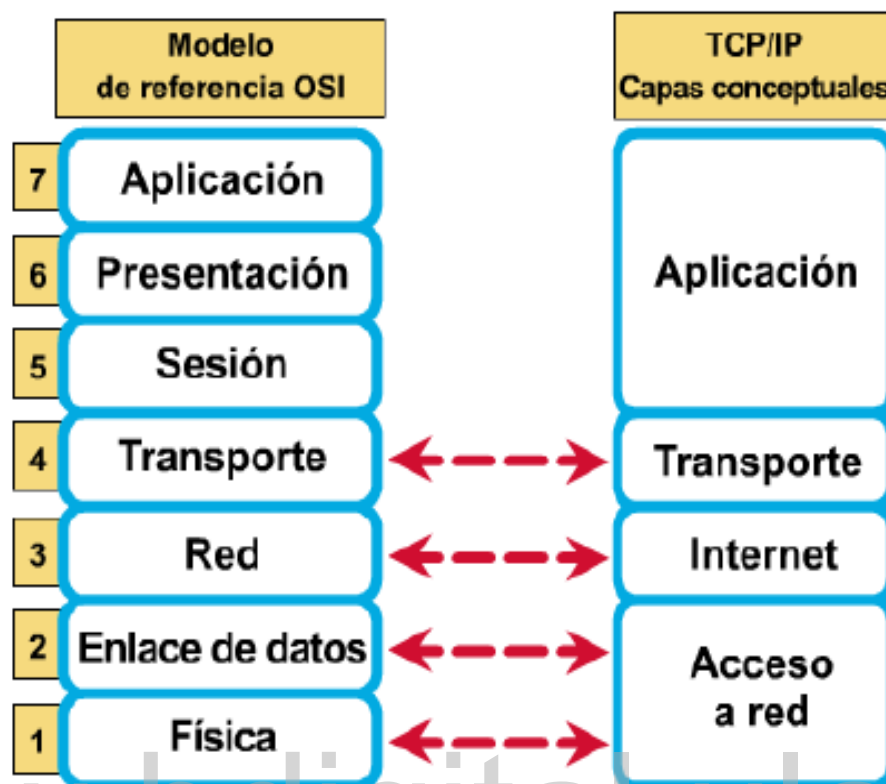 Modelo
de referencia OSI
TCP/IP
Capas conceptuales
7
Aplicación
6
Presentación
5
Sesión
Aplicación
4
Transporte
Transporte
3
Red
Internet
2
Enlace de datos
1
Física
Acceso
a red